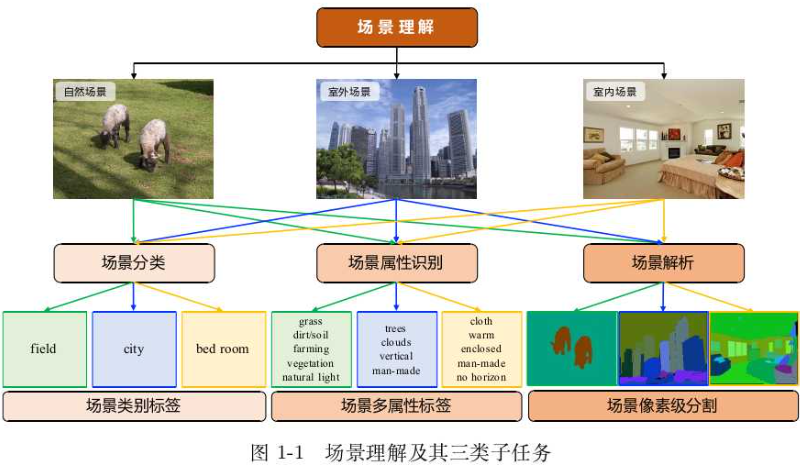 场景理解
自然场景
室外场景
室内场景
场景分类
场景属性识别
场景解析
field
city
bed room
grass
dirt/soil
farming
vegetation
natural light
trees
clouds
vertical
man-made
cloth
warm
enclosed
man-made
no horizon
场景类别标签
场景多属性标签
场景像素级分割
图 1-1 场景理解及其三类子任务